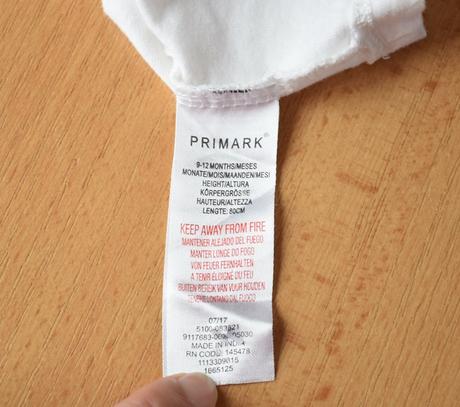 PRIMARK®
9-12 MONTHS/MESES
MONATE/MOIS/MAANDEN/MESI
HEIGHT/ALTURA
KÖRPERGRÖSSE
HAUTEUR/ALTEZZA
LENGTE: 80CM
KEEP AWAY FROM FIRE
MANTENER ALEJADO DEL FUEGO
MANTER LONGE DO FOGO
VON FEUER FERNHALTEN
A TENIR ÉLOIGNÉ DU FEU
BUITEN BEREIK VAN VUUR HOUDEN
TENERE LONTANO DAL FUOCO
07/17
MADE IN INDIA
RN CODE: 145478
1113309815
1665125